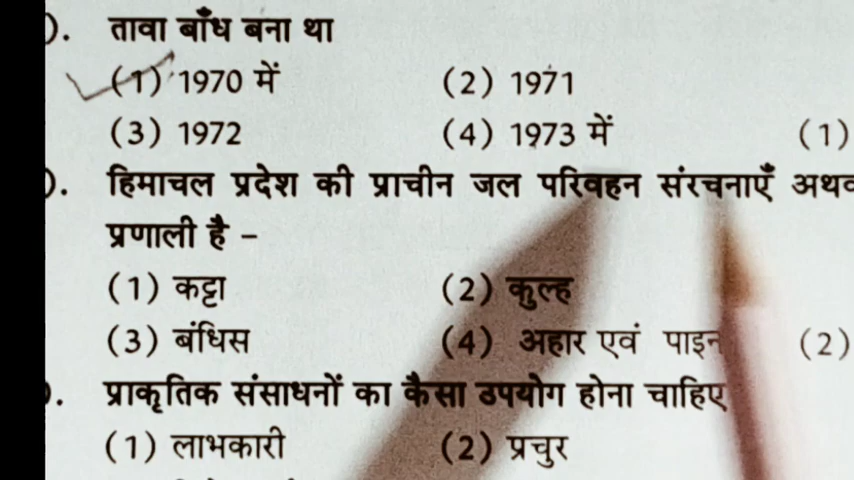 ). तावा बाँध बना था
(1) 1970 में (2) 1971
(3) 1972 (4) 1973 में (1)
). हिमाचल प्रदेश की प्राचीन जल परिवहन संरचनाएँ
प्रणाली है –
(1) कट्टा (2) कुल्ह
(3) बंधिस (4) अहार एवं पाइन (2)
). प्राकृतिक संसाधनों का कैसा उपयोग होना चाहिए
(1) लाभकारी (2) प्रचुर